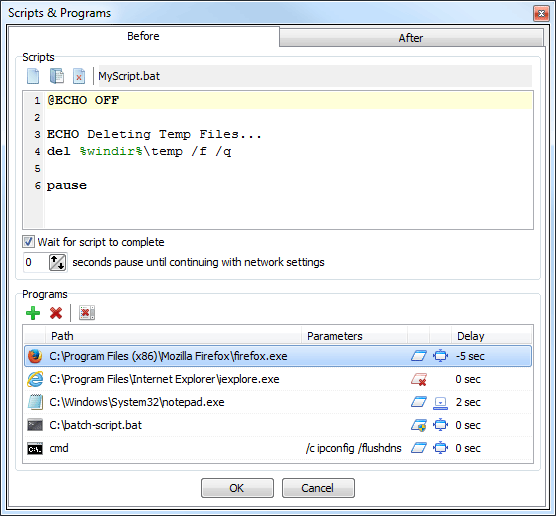 Scripts & Programs
Before After
Scripts
MyScript.bat
1 @ECHO OFF
2
3 ECHO Deleting Temp Files...
4 del %windir%\temp /f /q
5
6 pause
Wait for script to complete
0 seconds pause until continuing with network settings
Programs
Path Parameters Delay
C:\Program Files (x86)\Mozilla Firefox\firefox.exe -5 sec
C:\Program Files\Internet Explorer\iexplore.exe 0 sec
C:\Windows\System32\notepad.exe 2 sec
C:\batch-script.bat 0 sec
cmd /c ipconfig /flushdns 0 sec
OK Cancel